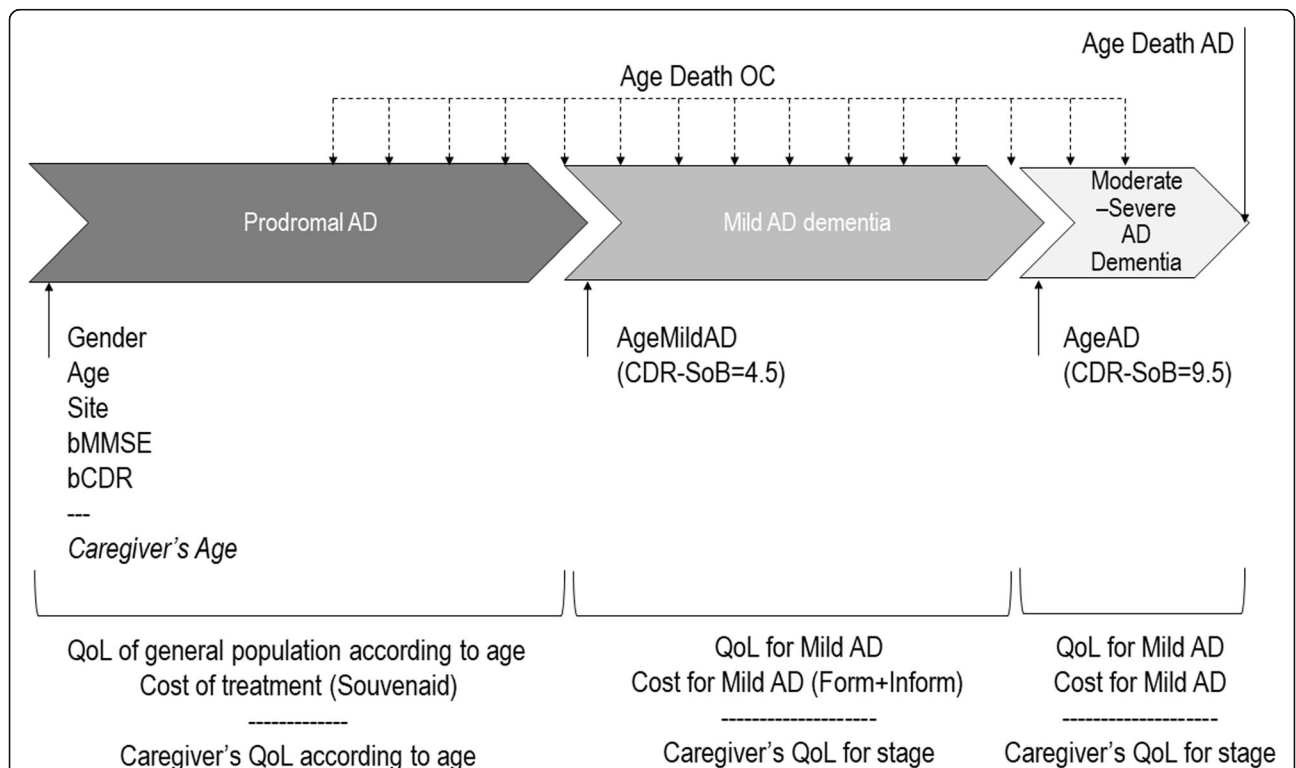 Age Death AD
Age Death OC
Prodromal AD
Mild AD dementia
Moderate
–Severe
AD
Dementia
Gender
Age
Site
bMMSE
bCDR
---
Caregiver’s Age
AgeMildAD
(CDR-SoB=4.5)
AgeAD
(CDR-SoB=9.5)
QoL of general population according to age
Cost of treatment (Souvenaid)
-------------
Caregiver’s QoL according to age
QoL for Mild AD
Cost for Mild AD (Form+Inform)
--------------------
Caregiver’s QoL for stage
QoL for Mild AD
Cost for Mild AD
--------------------
Caregiver’s QoL for stage